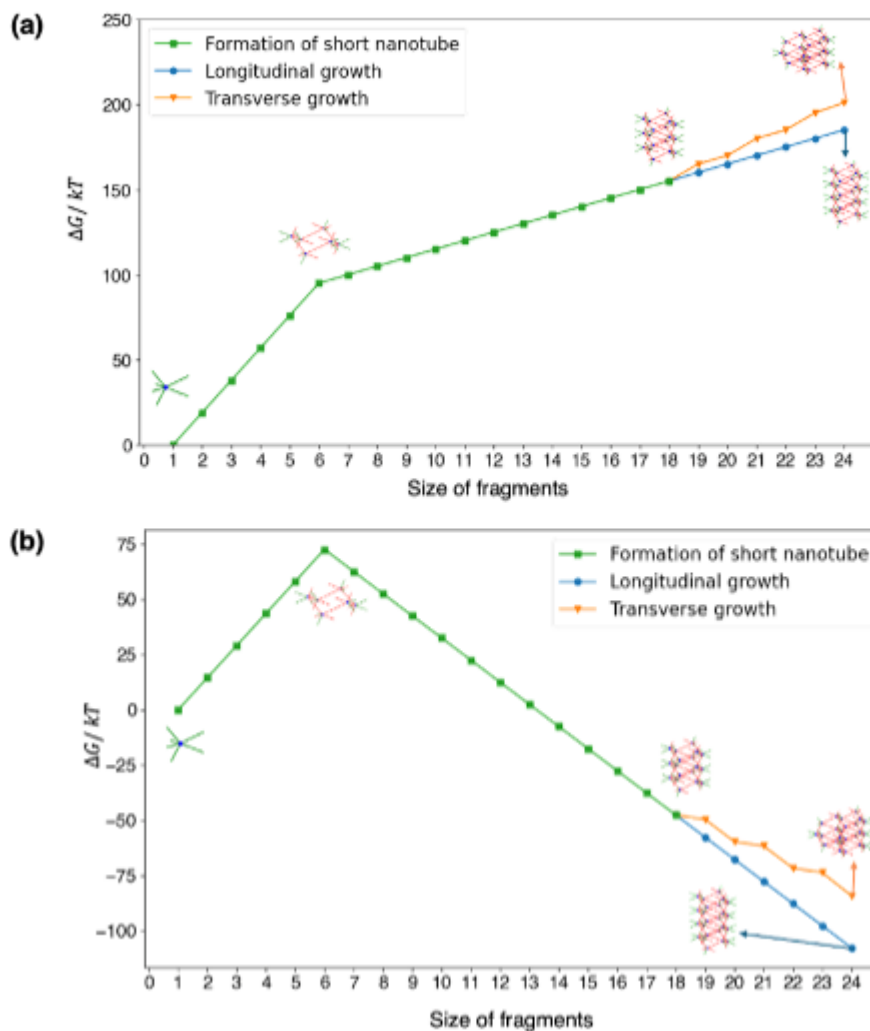 (a)
250
200
150
100
50
0
ΔG / kT
Formation of short nanotube
Longitudinal growth
Transverse growth
0 1 2 3 4 5 6 7 8 9 10 11 12 13 14 15 16 17 18 19 20 21 22 23 24
Size of fragments
(b)
75
50
25
0
−25
−50
−75
−100
ΔG / kT
Formation of short nanotube
Longitudinal growth
Transverse growth
0 1 2 3 4 5 6 7 8 9 10 11 12 13 14 15 16 17 18 19 20 21 22 23 24
Size of fragments